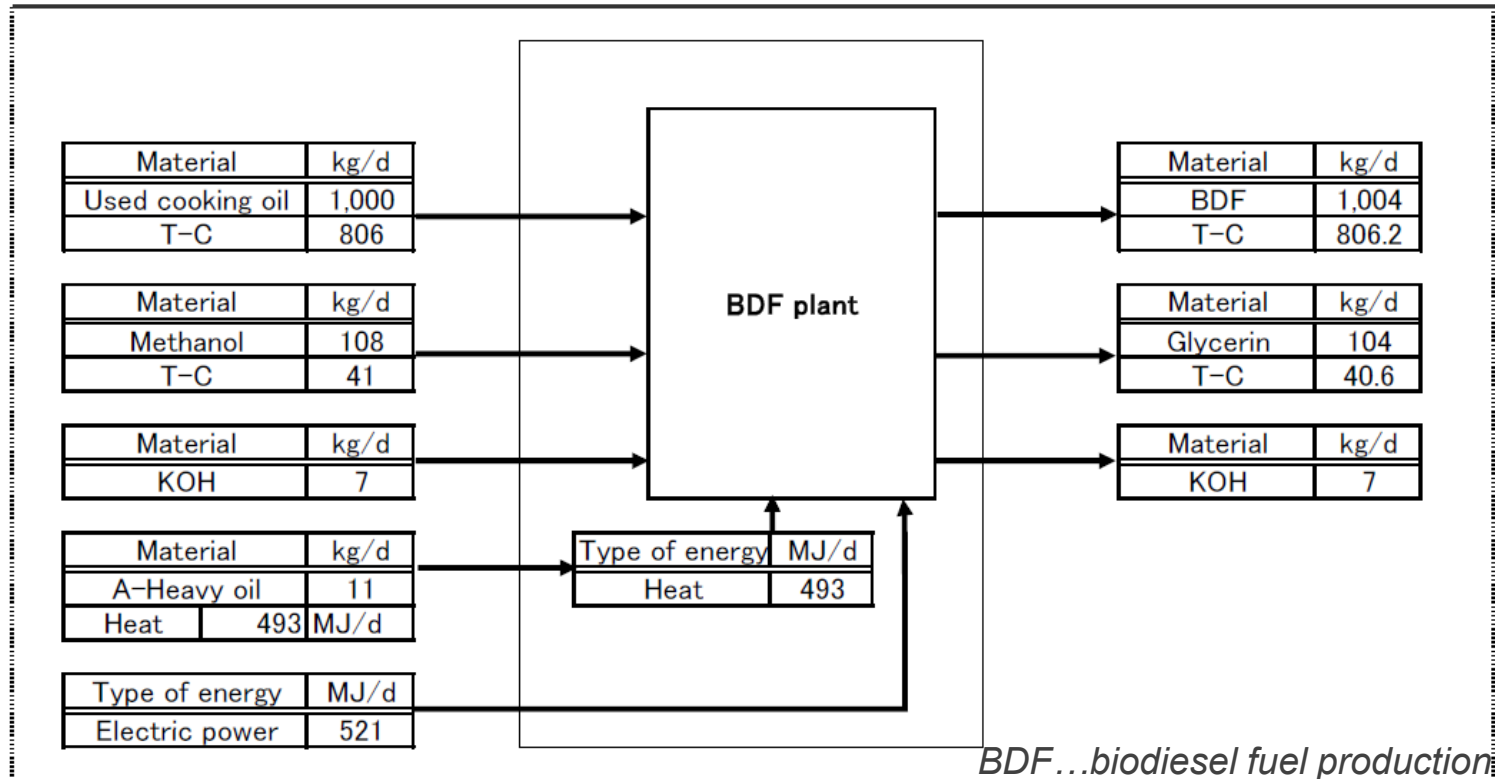 Material kg/d
Used cooking oil 1,000
T-C 806
Material kg/d
Methanol 108
T-C 41
Material kg/d
KOH 7
Material kg/d
A-Heavy oil 11
Heat 493 MJ/d
Type of energy MJ/d
Electric power 521
BDF plant
Type of energy MJ/d
Heat 493
Material kg/d
BDF 1,004
T-C 806.2
Material kg/d
Glycerin 104
T-C 40.6
Material kg/d
KOH 7
BDF...biodiesel fuel production